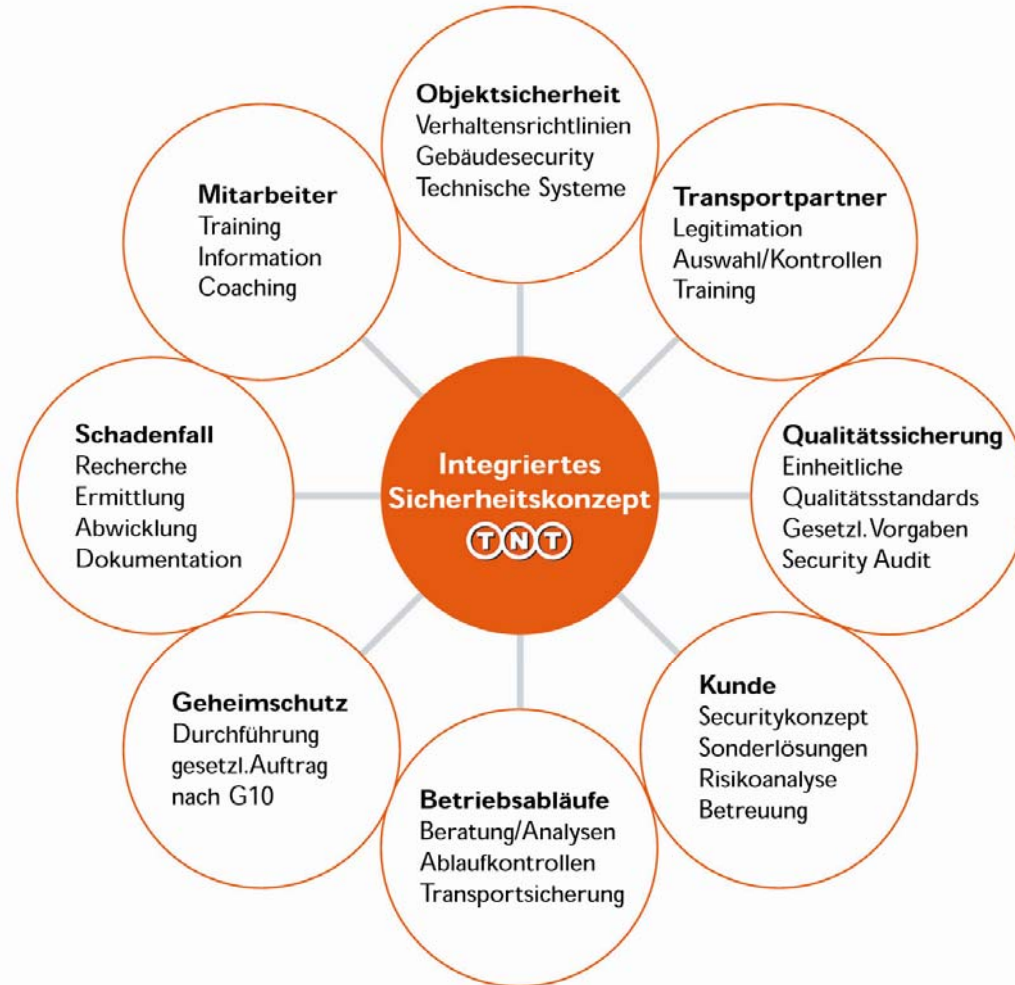 Objektsicherheit
Verhaltensrichtlinien
Gebäudesecurity
Technische Systeme
Mitarbeiter
Training
Information
Coaching
Transportpartner
Legitimation
Auswahl/Kontrollen
Training
Schadenfall
Recherche
Ermittlung
Abwicklung
Dokumentation
Integriertes
Sicherheitskonzept
TNT
Qualitätssicherung
Einheitliche
Qualitätsstandards
Gesetzl.Vorgaben
Security Audit
Geheimschutz
Durchführung
gesetzl.Auftrag
nach G10
Betriebsabläufe
Beratung/Analysen
Ablaufkontrollen
Transportsicherung
Kunde
Securitykonzept
Sonderlösungen
Risikoanalyse
Betreuung